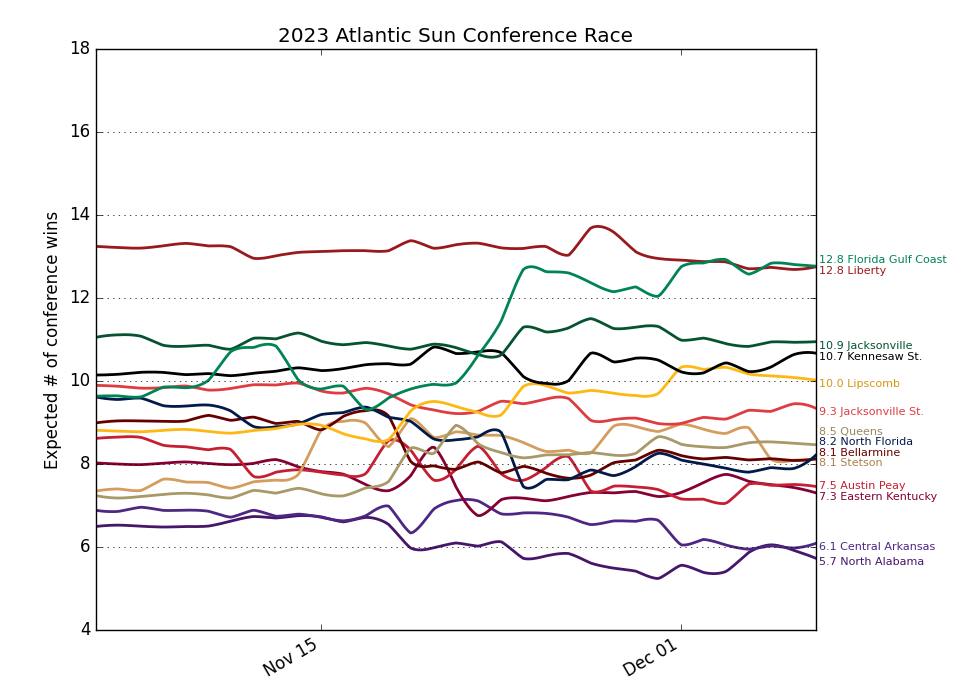 2023 Atlantic Sun Conference Race
Expected # of conference wins
18
16
14
12
10
8
6
4
Nov 15
Dec 01
12.8 Florida Gulf Coast
12.8 Liberty
10.9 Jacksonville
10.7 Kennesaw St.
10.0 Lipscomb
9.3 Jacksonville St.
8.5 Queens
8.2 North Florida
8.1 Bellarmine
8.1 Stetson
7.5 Austin Peay
7.3 Eastern Kentucky
6.1 Central Arkansas
5.7 North Alabama